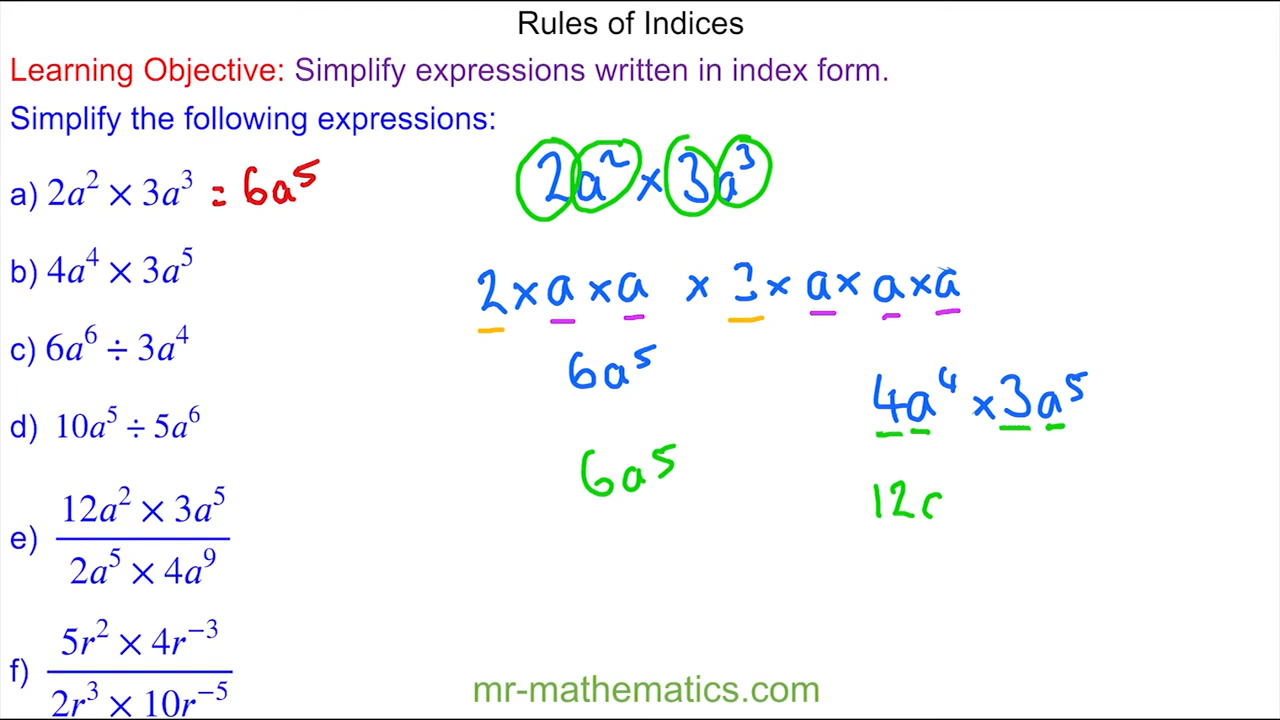 Rules of Indices
Learning Objective: Simplify expressions written in index form.
Simplify the following expressions:
a) 2a² × 3a³ = 6a⁵
b) 4a⁴ × 3a⁵
c) 6a⁶ ÷ 3a⁴
d) 10a⁵ ÷ 5a⁶
e) (12a² × 3a⁵) / (2a⁵ × 4a⁹)
f) (5r² × 4r⁻³) / (2r³ × 10r⁻⁵)
2a² × 3a³
2 × a × a × 3 × a × a × a
6a⁵
6a⁵
4a⁴ × 3a⁵
12c
mr-mathematics.com